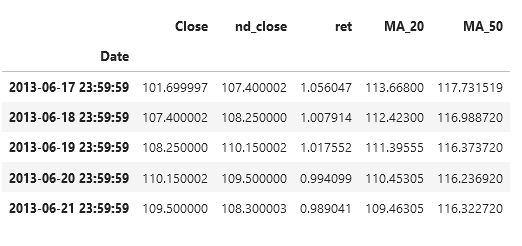 Close nd_close ret MA_20 MA_50
Date
2013-06-17 23:59:59 101.699997 107.400002 1.056047 113.66800 117.731519
2013-06-18 23:59:59 107.400002 108.250000 1.007914 112.42300 116.988720
2013-06-19 23:59:59 108.250000 110.150002 1.017552 111.39555 116.373720
2013-06-20 23:59:59 110.150002 109.500000 0.994099 110.45305 116.236920
2013-06-21 23:59:59 109.500000 108.300003 0.989041 109.46305 116.322720